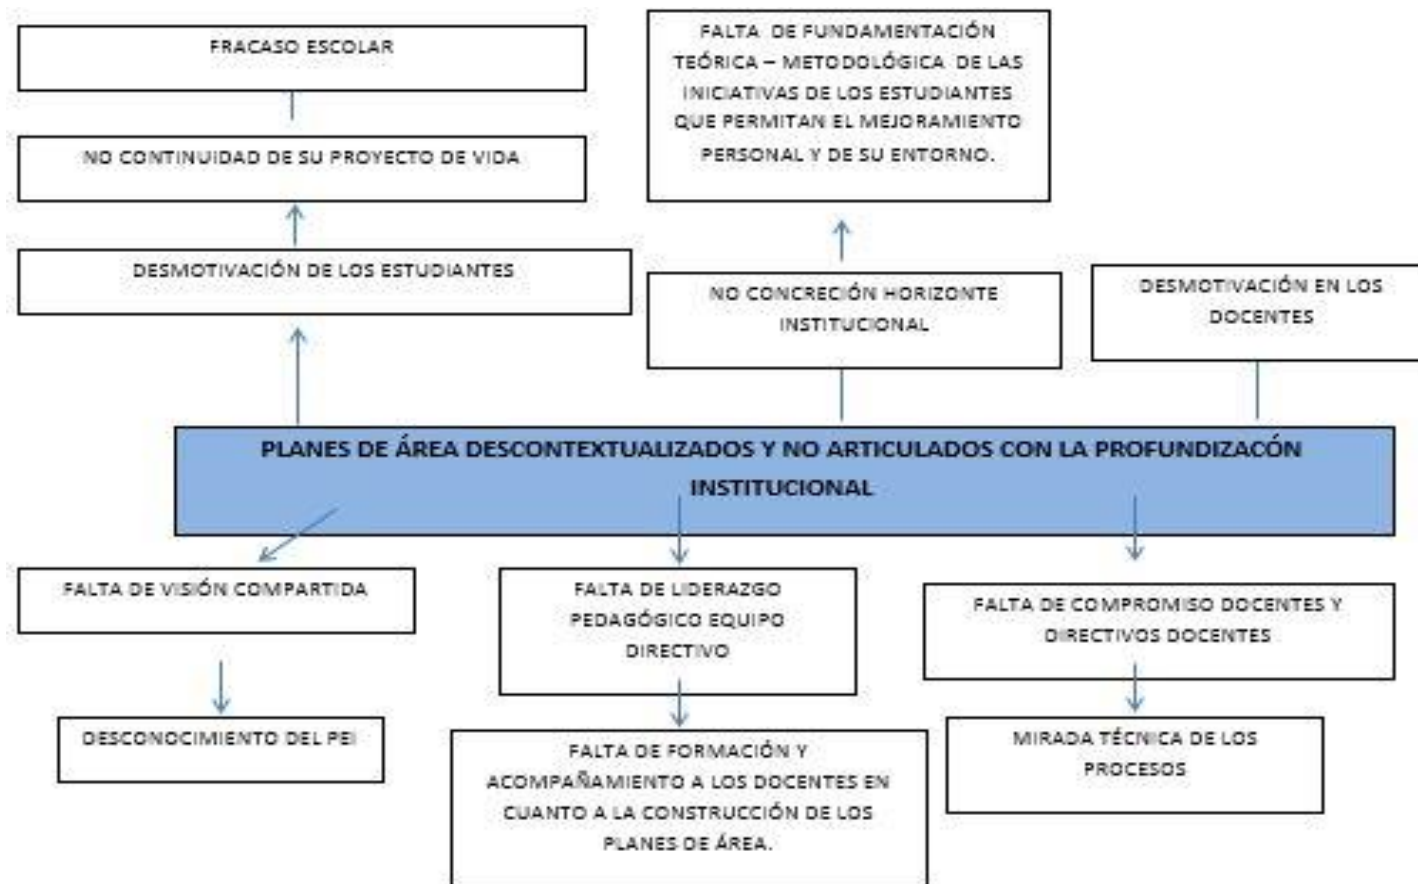 FRACASO ESCOLAR
FALTA DE FUNDAMENTACIÓN
TEÓRICA – METODOLÓGICA DE LAS
INICIATIVAS DE LOS ESTUDIANTES
QUE PERMITAN EL MEJORAMIENTO
PERSONAL Y DE SU ENTORNO.
NO CONTINUIDAD DE SU PROYECTO DE VIDA
DESMOTIVACIÓN DE LOS ESTUDIANTES
NO CONCRECIÓN HORIZONTE
INSTITUCIONAL
DESMOTIVACIÓN EN LOS
DOCENTES
PLANES DE ÁREA DESCONTEXTUALIZADOS Y NO ARTICULADOS CON LA PROFUNDIZACÓN
INSTITUCIONAL
FALTA DE VISIÓN COMPARTIDA
FALTA DE LIDERAZGO
PEDAGÓGICO EQUIPO
DIRECTIVO
FALTA DE COMPROMISO DOCENTES Y
DIRECTIVOS DOCENTES
DESCONOCIMIENTO DEL PEI
FALTA DE FORMACIÓN Y
ACOMPAÑAMIENTO A LOS DOCENTES EN
CUANTO A LA CONSTRUCCIÓN DE LOS
PLANES DE ÁREA.
MIRADA TÉCNICA DE LOS
PROCESOS